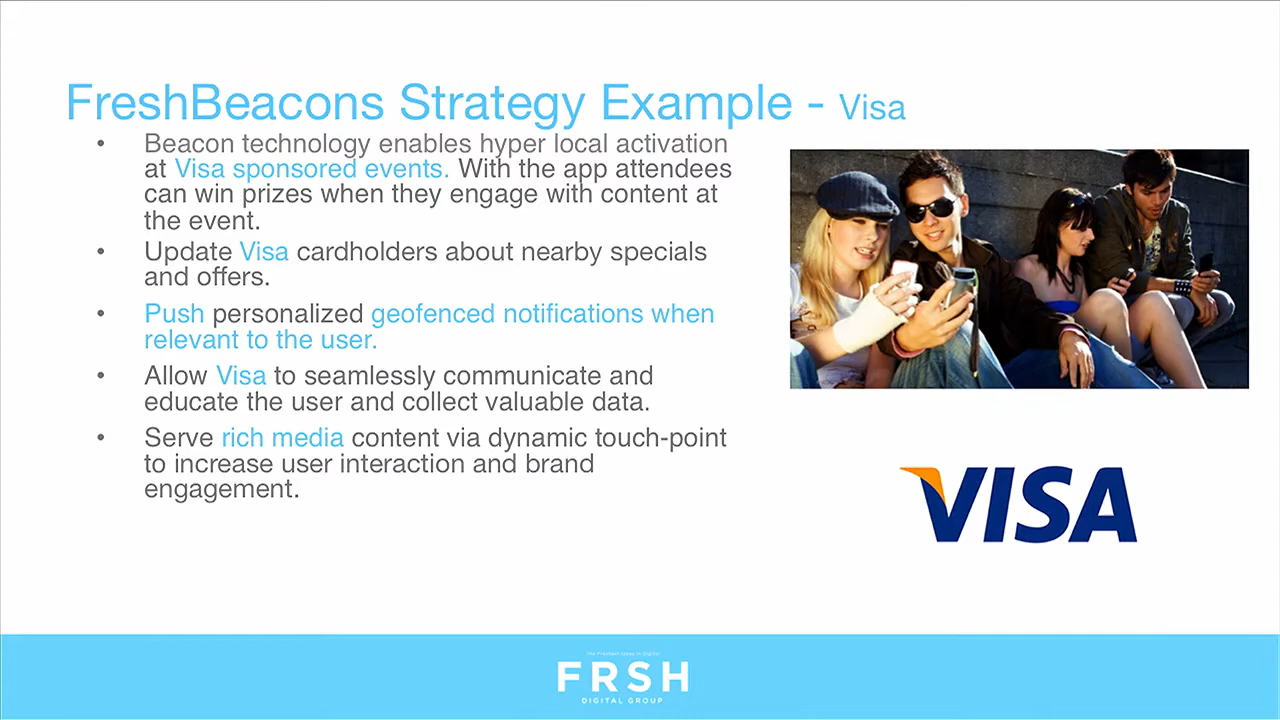 FreshBeacons Strategy Example - Visa
• Beacon technology enables hyper local activation
at Visa sponsored events. With the app attendees
can win prizes when they engage with content at
the event.
• Update Visa cardholders about nearby specials
and offers.
• Push personalized geofenced notifications when
relevant to the user.
• Allow Visa to seamlessly communicate and
educate the user and collect valuable data.
• Serve rich media content via dynamic touch-point
to increase user interaction and brand
engagement.
VISA
FRSH
DIGITAL GROUP